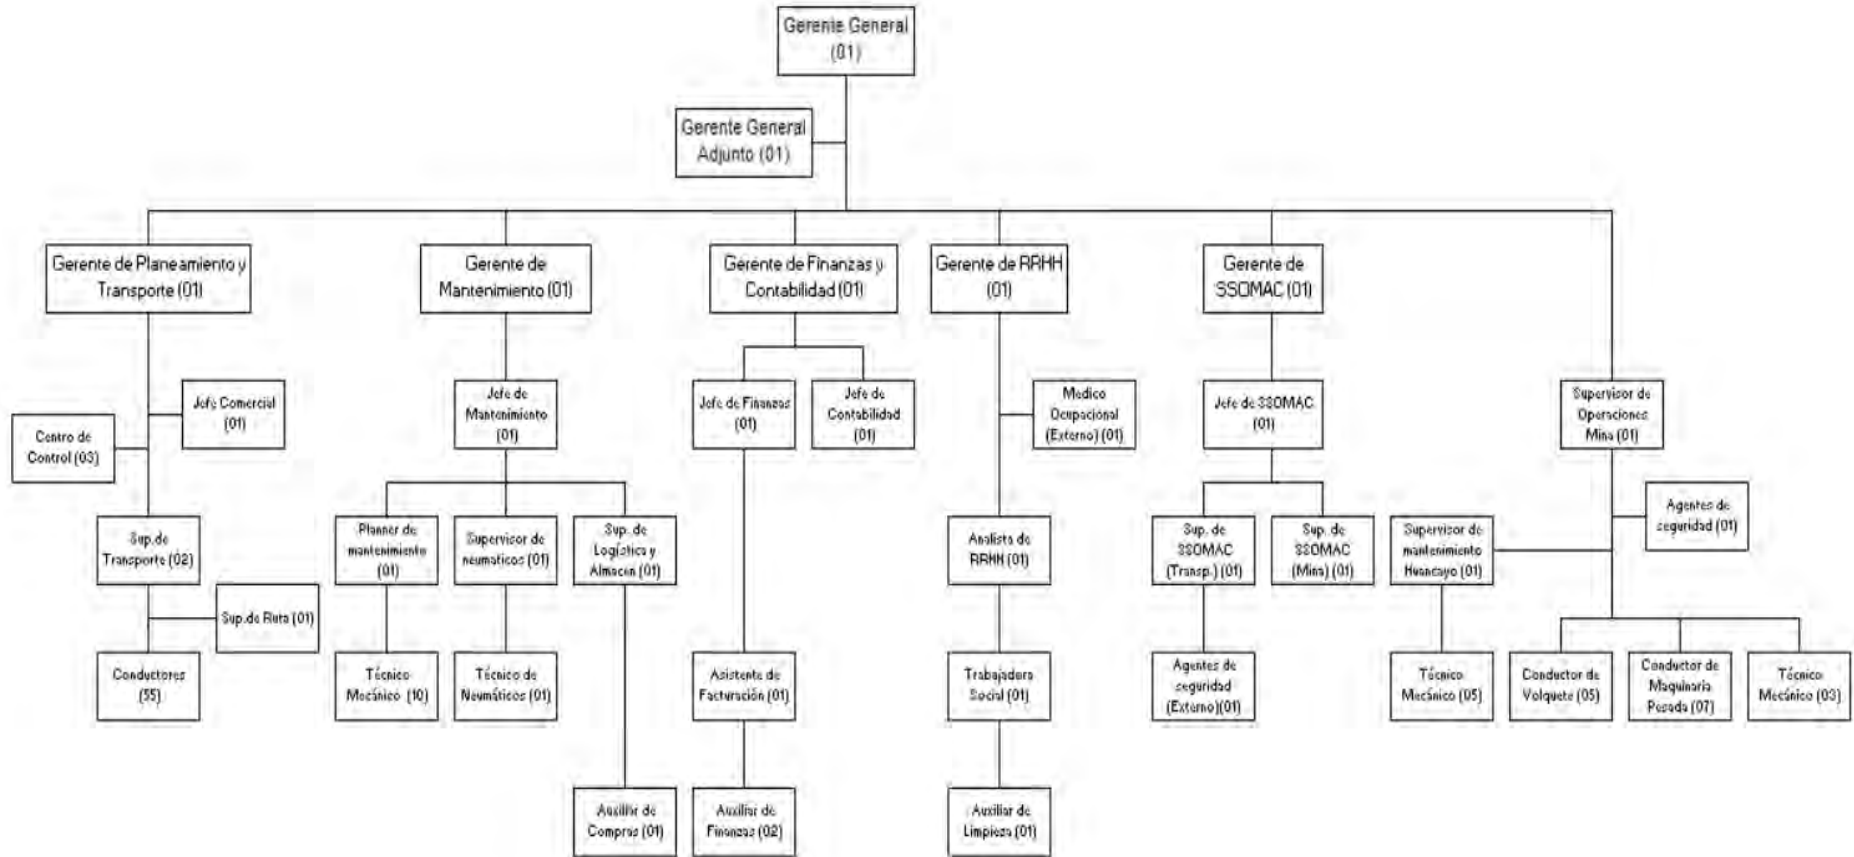 Gerente General
(01)
Gerente General
Adjunto (01)
Gerente de Planeamiento y
Transporte (01)
Gerente de
Mantenimiento (01)
Gerente de Finanzas y
Contabilidad (01)
Gerente de RRHH
(01)
Gerente de
SSOMAC (01)
Jefe Comercial
(01)
Centro de
Control (03)
Jefe de
Mantenimiento
(01)
Jefe de Finanzas
(01)
Jefe de
Contabilidad
(01)
Medico
Ocupacional
(Externo) (01)
Jefe de SSOMAC
(01)
Supervisor de
Operaciones
Mina (01)
Agentes de
seguridad (01)
Sup.de
Transporte (02)
Planner de
mantenimiento
(01)
Supervisor de
neumaticos (01)
Sup. de
Logística y
Almacen (01)
Analista de
RRHH (01)
Sup. de
SSOMAC
(Transp.) (01)
Sup. de
SSOMAC
(Mina) (01)
Supervisor de
mantenimiento
Huancayo (01)
Sup.de Ruta (01)
Conductores
(55)
Técnico
Mecánico (10)
Técnico de
Neumáticos (01)
Asistente de
Facturación (01)
Trabajadora
Social (01)
Agentes de
seguridad
(Externo)(01)
Técnico
Mecánico (05)
Conductor de
Volquete (05)
Conductor de
Maquinaria
Pesada (07)
Técnico
Mecánico (03)
Auxiliar de
Compras (01)
Auxiliar de
Finanzas (02)
Auxiliar de
Limpieza (01)